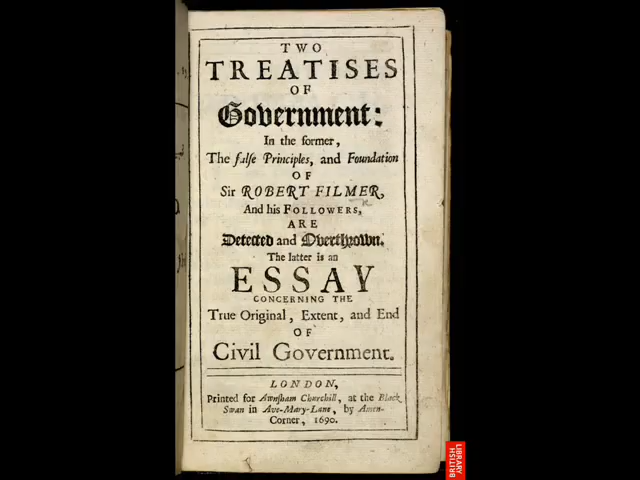 TWO
TREATISES
OF
Government:
In the former,
The false Principles, and Foundation
OF
Sir ROBERT FILMER,
And his FOLLOWERS,
ARE
Detected and Overthrown.
The latter is an
ESSAY
CONCERNING THE
True Original, Extent, and End
OF
Civil Government.
LONDON,
Printed for Awnsham Churchill, at the Black
Swan in Ave-Mary-Lane, by Amen-
Corner, 1690.
BRITISH
LIBRARY